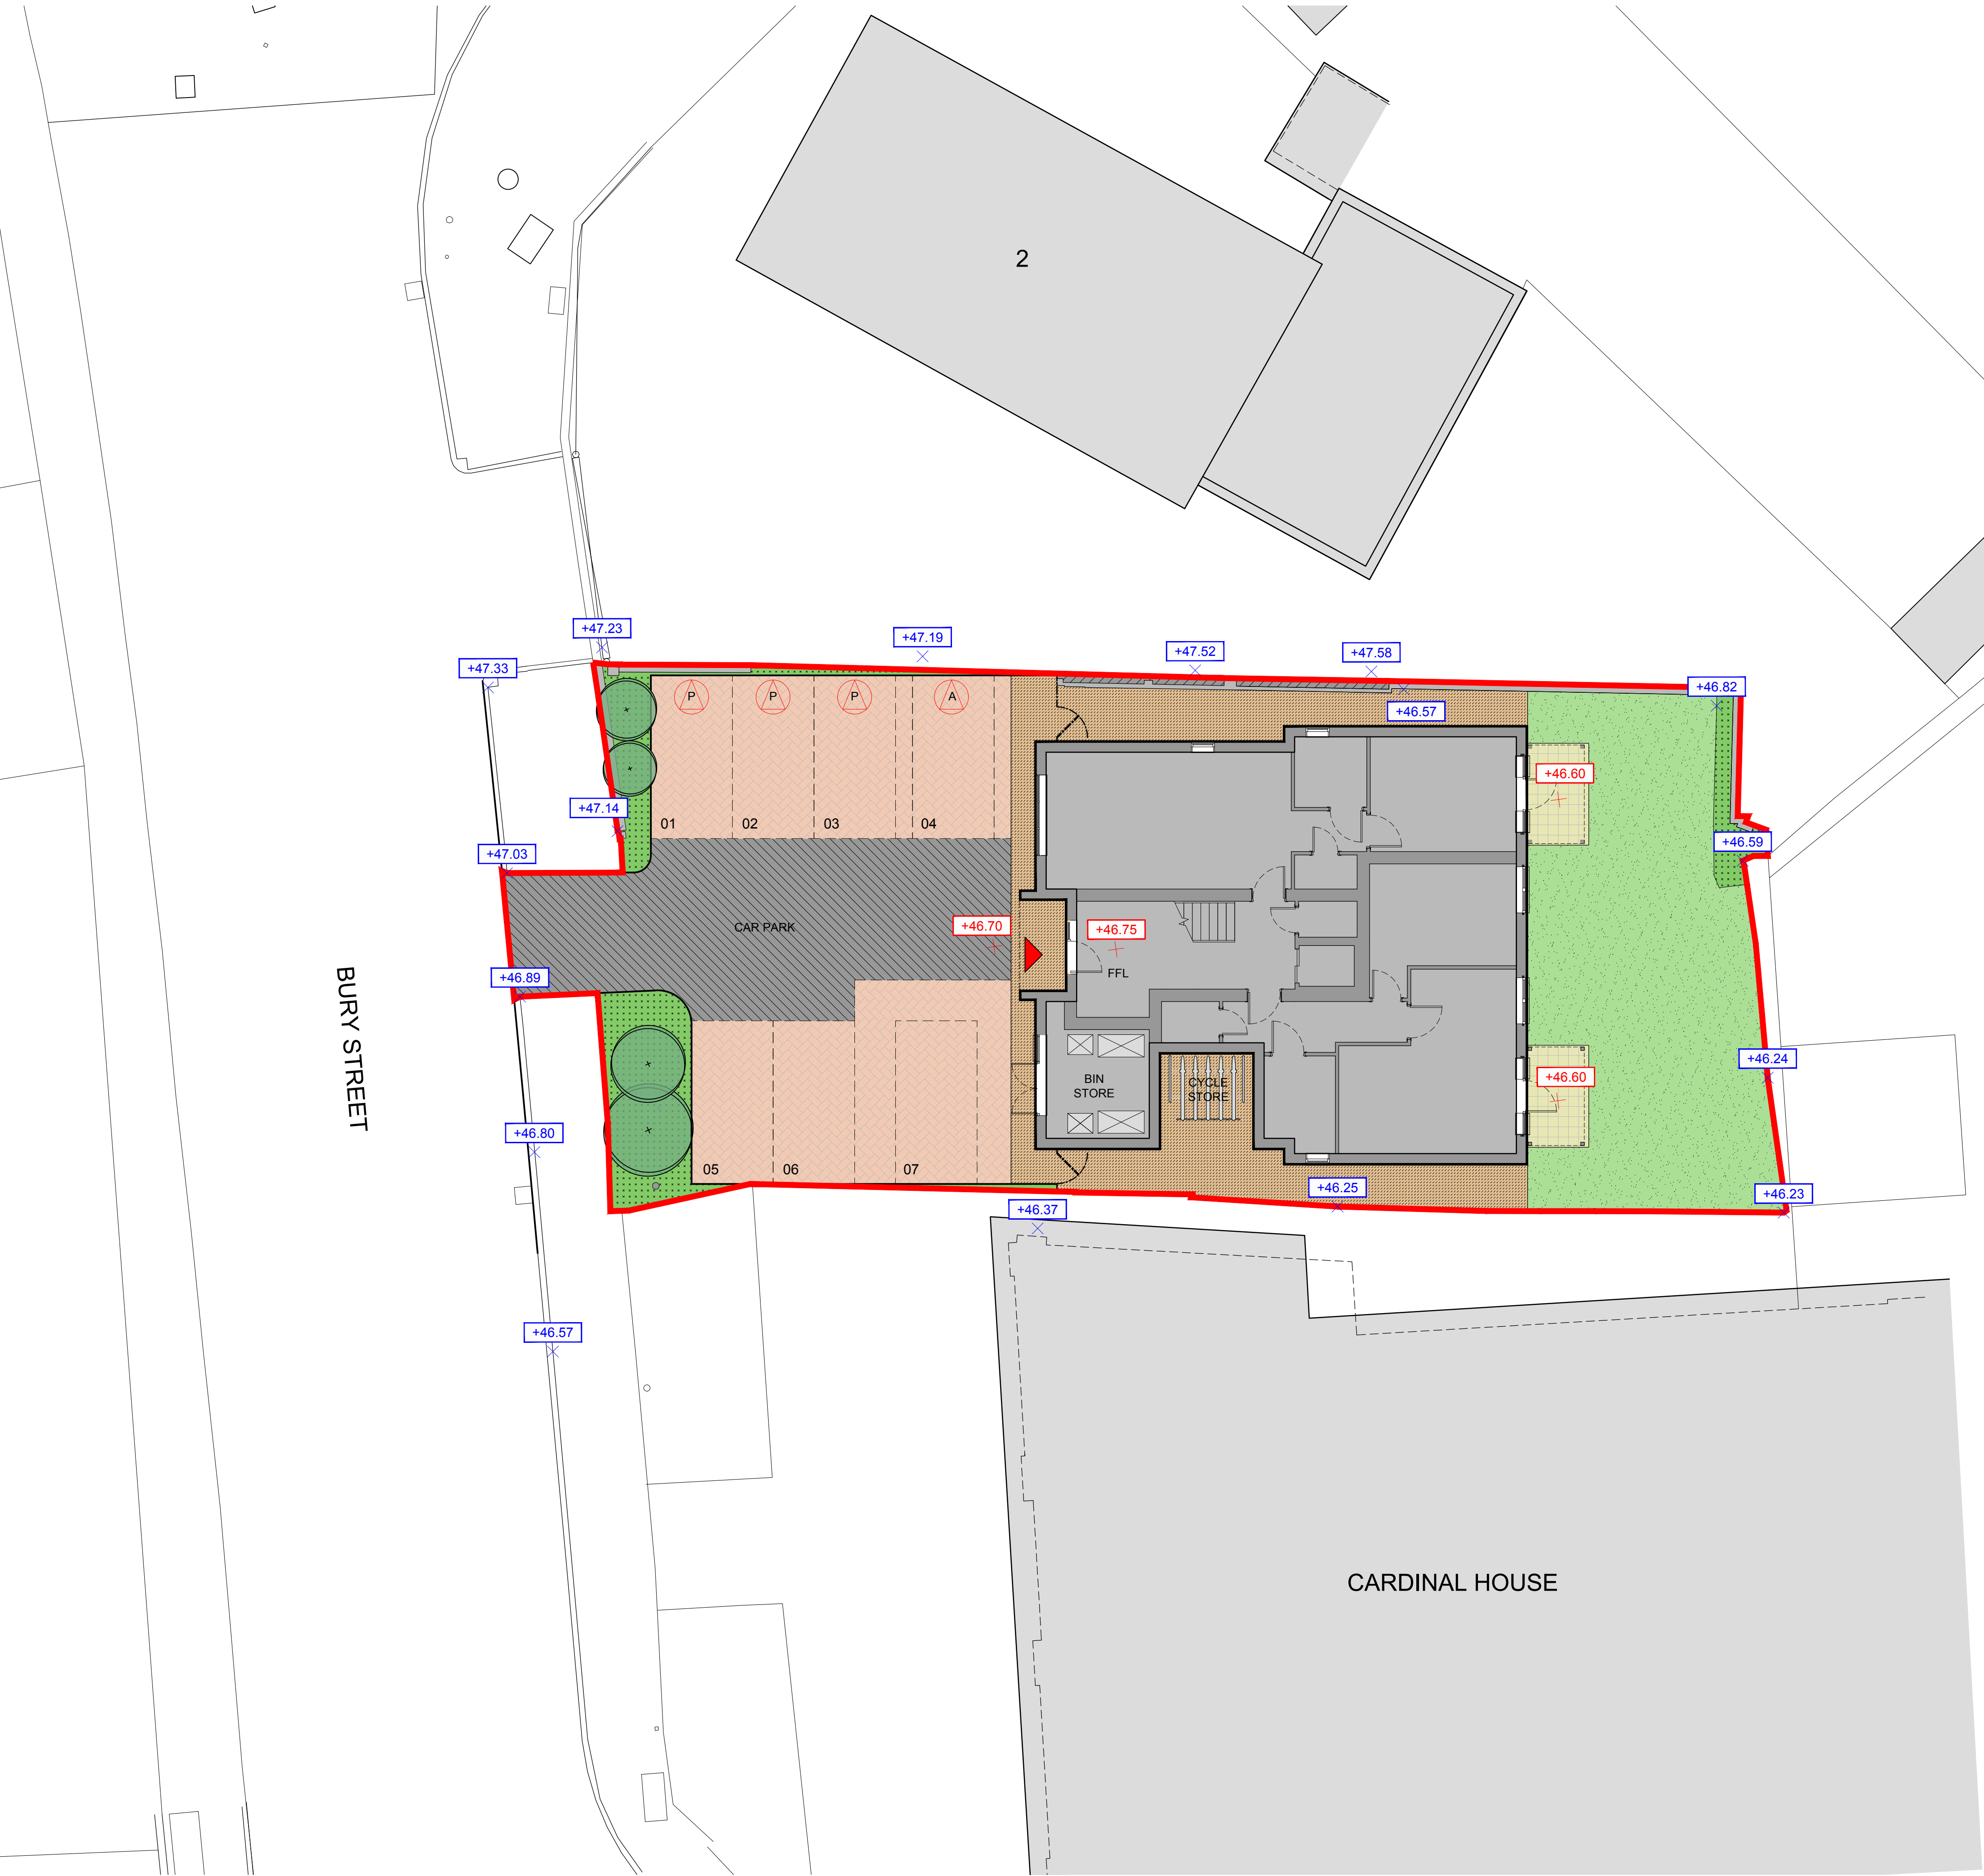 2
+47.23
+47.19
+47.52
+47.58
+47.33
+46.82
+46.57
P
P
P
A
+46.60
+47.14
01
02
03
04
+47.03
+46.59
CAR PARK
+46.70
+46.75
FFL
+46.89
BURY STREET
+46.24
+46.60
BIN
STORE
CYCLE
STORE
+46.80
05
06
07
+46.25
+46.23
+46.37
+46.57
CARDINAL HOUSE